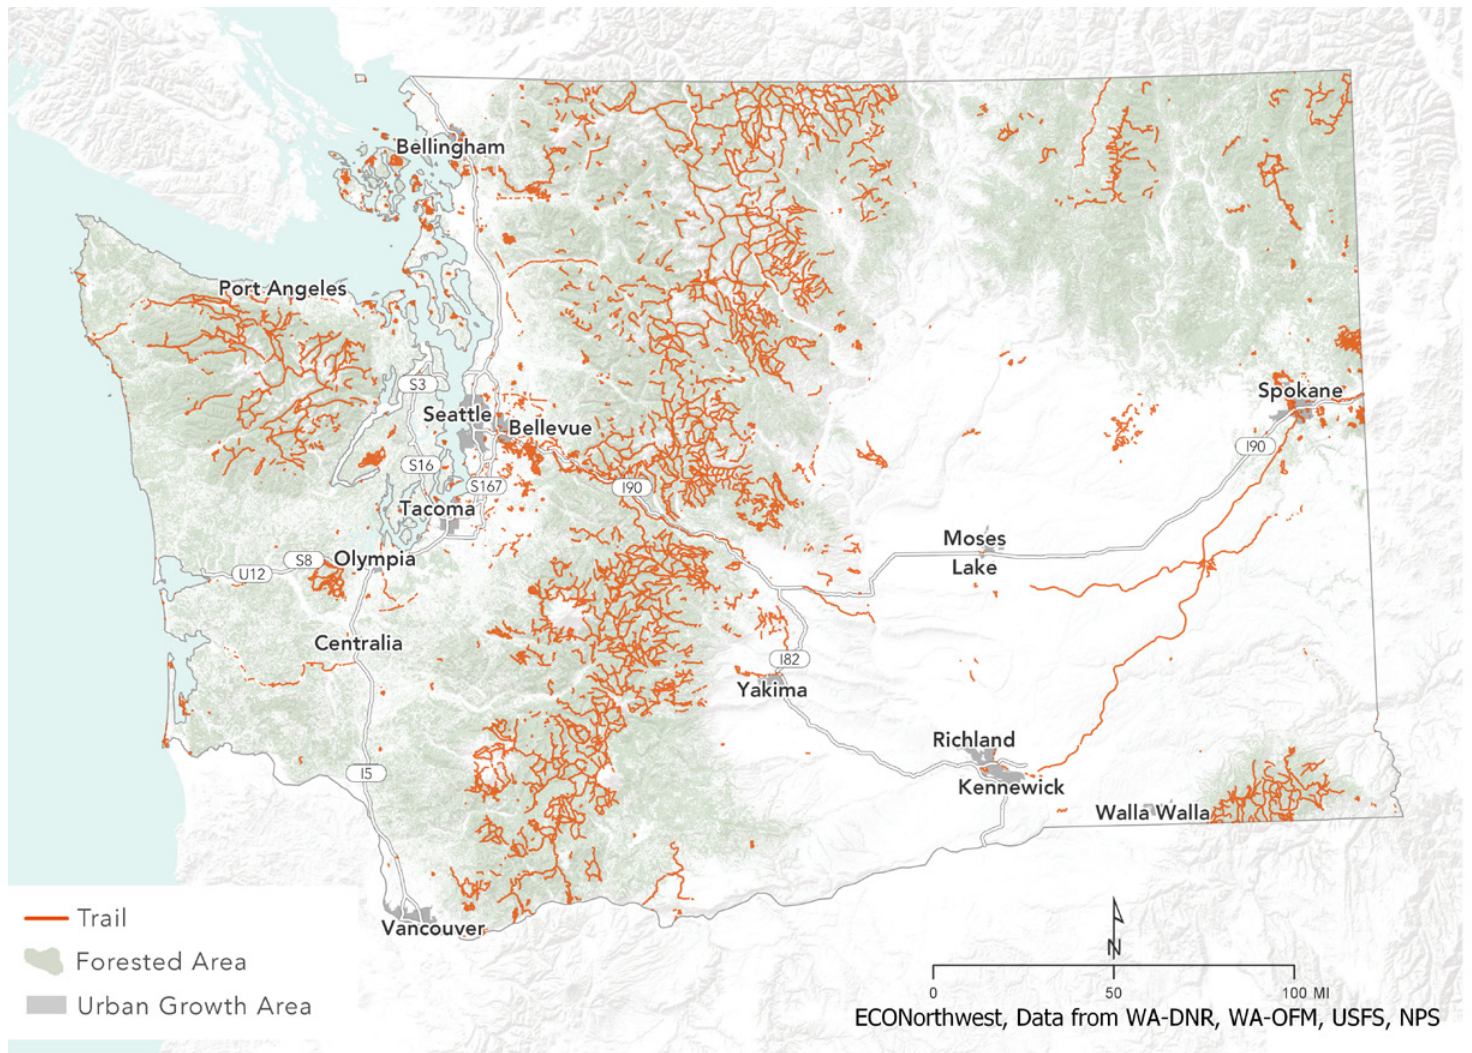 Bellingham
Port Angeles
S3
Seattle
Bellevue
Spokane
I90
S16
I90
S167
Tacoma
Moses
Lake
Olympia
S8
U12
Centralia
I82
Yakima
Richland
Kennewick
I5
Walla Walla
Vancouver
Trail
Forested Area
Urban Growth Area
N
0 50 100 MI
ECONorthwest, Data from WA-DNR, WA-OFM, USFS, NPS